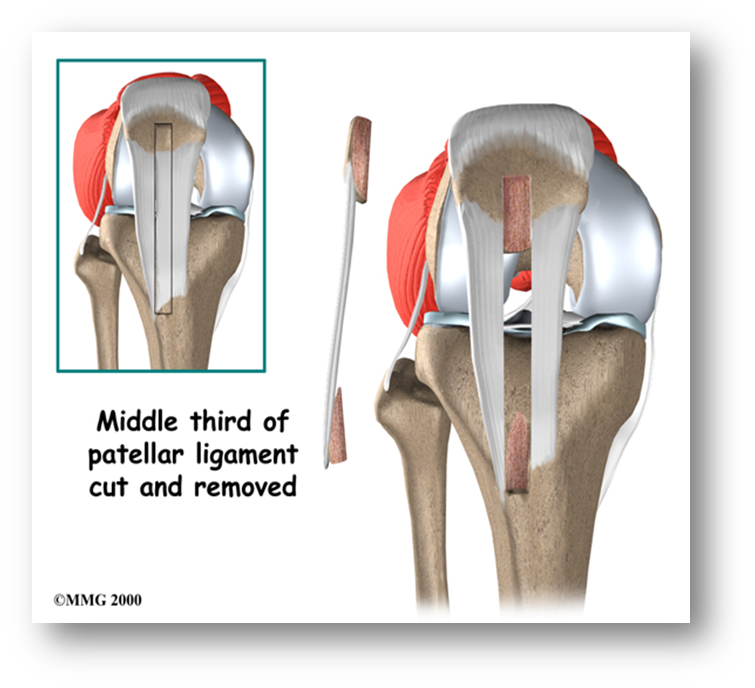 Middle third of
patellar ligament
cut and removed
©MMG 2000